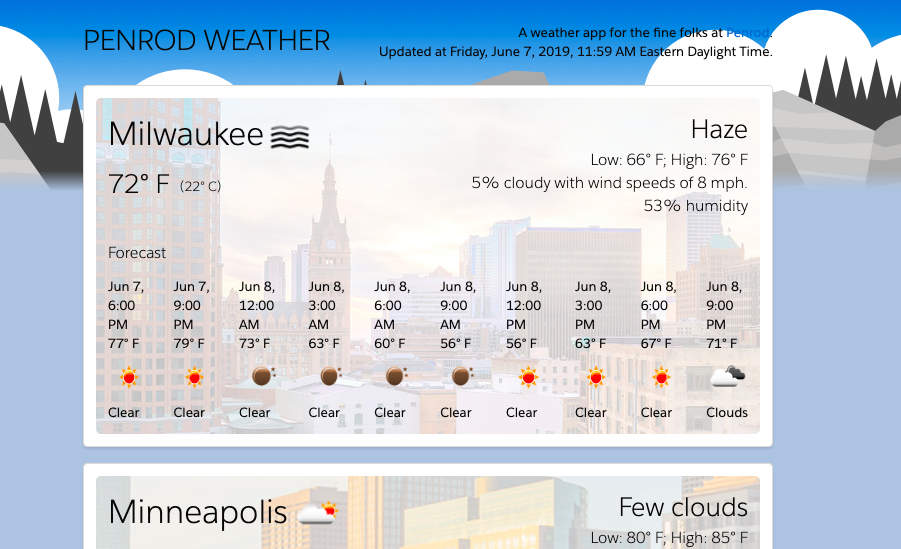 PENROD WEATHER
A weather app for the fine folks at Penrod.
Updated at Friday, June 7, 2019, 11:59 AM Eastern Daylight Time.
Milwaukee
Haze
Low: 66° F; High: 76° F
72° F (22° C)
5% cloudy with wind speeds of 8 mph.
53% humidity
Forecast
Jun 7, Jun 7, Jun 8, Jun 8, Jun 8, Jun 8, Jun 8, Jun 8, Jun 8, Jun 8,
6:00 9:00 12:00 3:00 6:00 9:00 12:00 3:00 6:00 9:00
PM PM AM AM AM AM PM PM PM PM
77° F 79° F 73° F 63° F 60° F 56° F 56° F 63° F 67° F 71° F
Clear Clear Clear Clear Clear Clear Clear Clear Clear Clouds
Minneapolis
Few clouds
Low: 80° F; High: 85° F